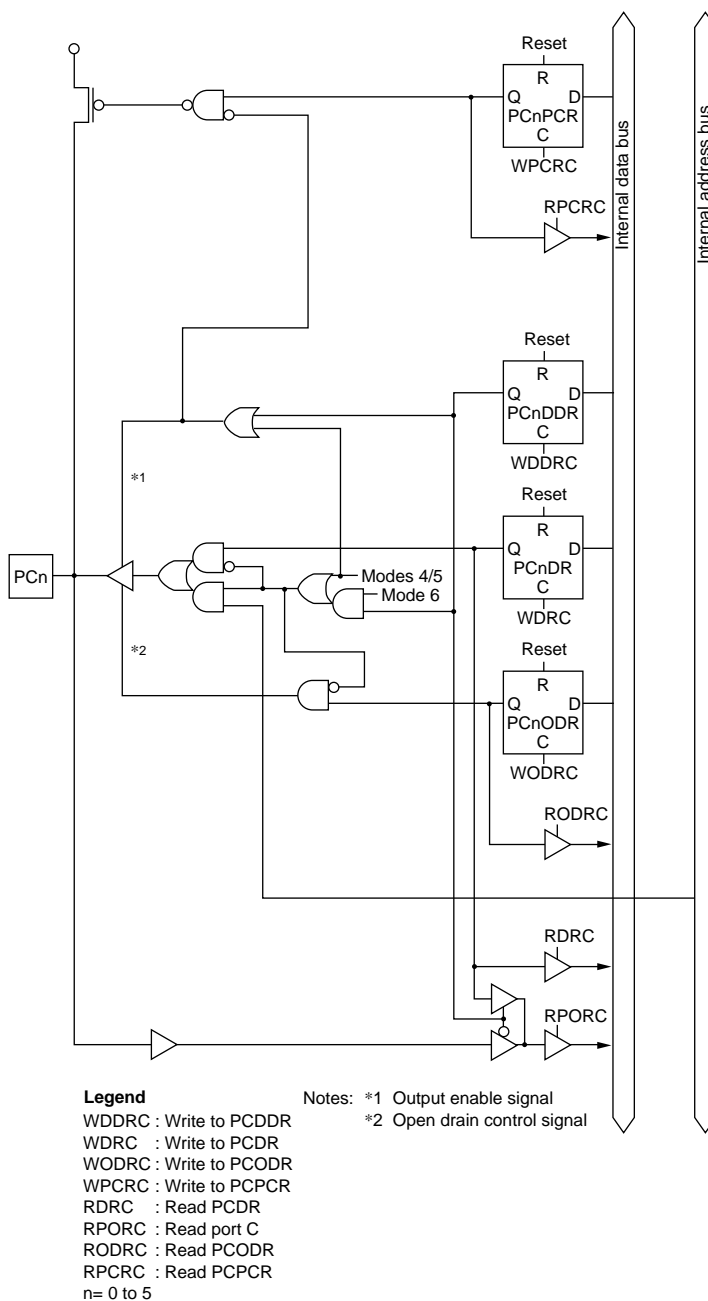 Reset
R
Q D
PCnPCR
C
WPCRC
RPCRC
Internal data bus
Internal address bus
Reset
R
Q D
PCnDDR
C
WDDRC
*1
Reset
R
Q D
PCnDR
C
WDRC
PCn
Modes 4/5
Mode 6
*2
Reset
R
Q D
PCnODR
C
WODRC
RODRC
RDRC
RPORC
Legend
WDDRC : Write to PCDDR
WDRC : Write to PCDR
WODRC : Write to PCODR
WPCRC : Write to PCPCR
RDRC : Read PCDR
RPORC : Read port C
RODRC : Read PCODR
RPCRC : Read PCPCR
n= 0 to 5
Notes: *1 Output enable signal
*2 Open drain control signal